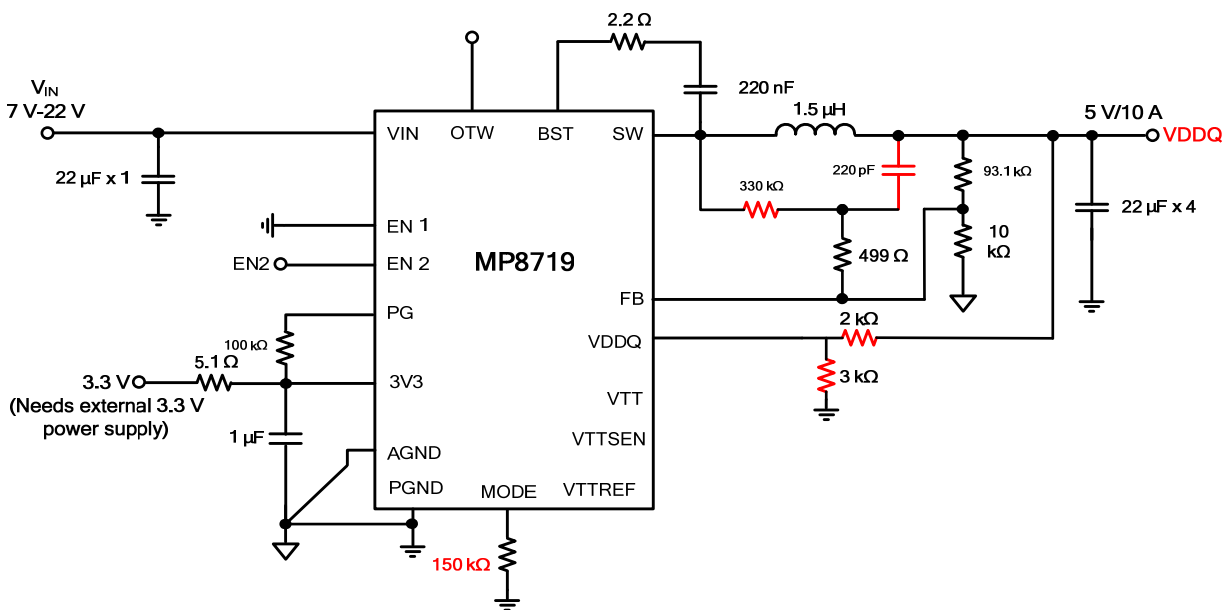 2.2 Ω
V_IN
7 V-22 V
220 nF
1.5 µH
5 V/10 A
VIN
OTW
BST
SW
VDDQ
22 µF x 1
330 kΩ
220 pF
93.1 kΩ
22 µF x 4
EN 1
EN2
EN 2
MP8719
499 Ω
10
kΩ
PG
FB
100 kΩ
2 kΩ
VDDQ
5.1 Ω
3.3 V
3V3
3 kΩ
(Needs external 3.3 V
power supply)
VTT
1 µF
VTTSEN
AGND
PGND
MODE
VTTREF
150 kΩ